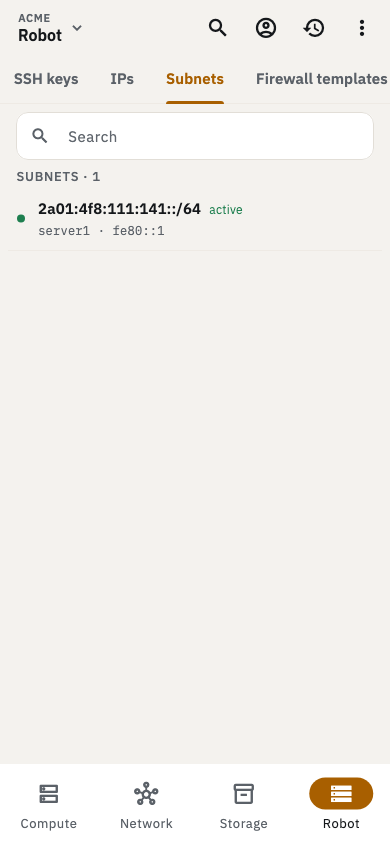 ACME
Robot
SSH keys IPs Subnets Firewall templates
Search
SUBNETS · 1
2a01:4f8:111:141::/64 active
server1 · fe80::1
Compute Network Storage Robot